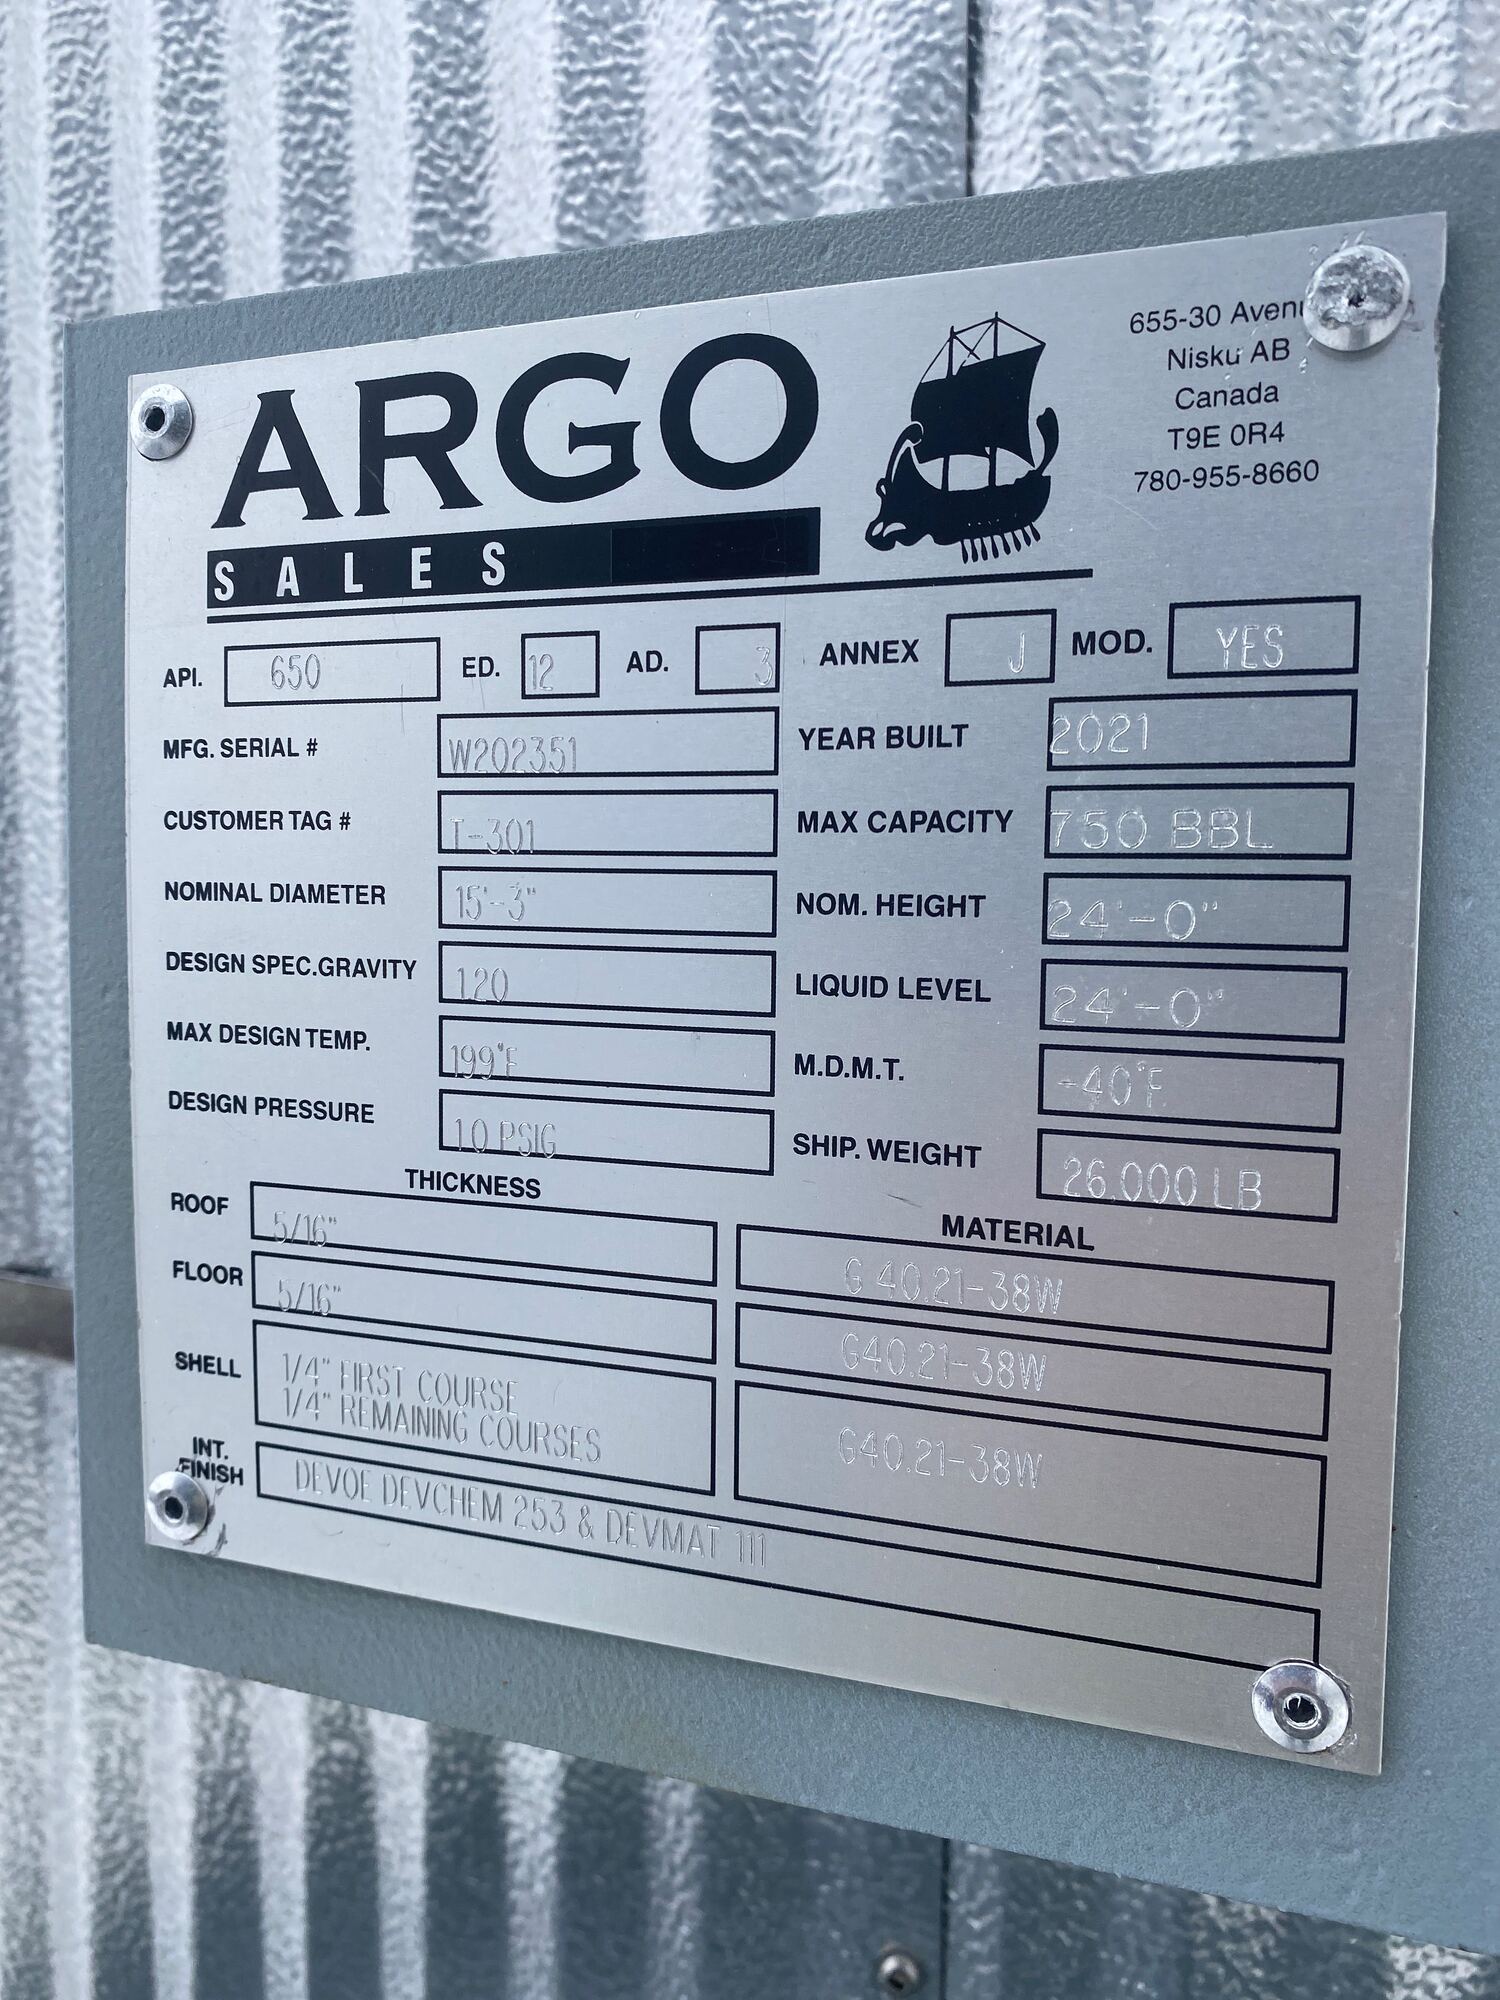 ARGO
SALES
655-30 Aven
Nisku AB
Canada
T9E 0R4
780-955-8660
API. 650 ED. 12 AD. 3 ANNEX J MOD. YES
MFG. SERIAL # W202351 YEAR BUILT 2021
CUSTOMER TAG # T-301 MAX CAPACITY 750 BBL
NOMINAL DIAMETER 15'-3" NOM. HEIGHT 24'-0"
DESIGN SPEC.GRAVITY 1.20 LIQUID LEVEL 24'-0"
MAX DESIGN TEMP. 199°F M.D.M.T. -40°F
DESIGN PRESSURE 1.0 PSIG SHIP. WEIGHT 26,000 LB
THICKNESS MATERIAL
ROOF 5/16" G 40.21-38W
FLOOR 5/16" G40.21-38W
SHELL 1/4" FIRST COURSE
1/4" REMAINING COURSES G40.21-38W
INT.
FINISH DEVOE DEVCHEM 253 & DEVMAT 111